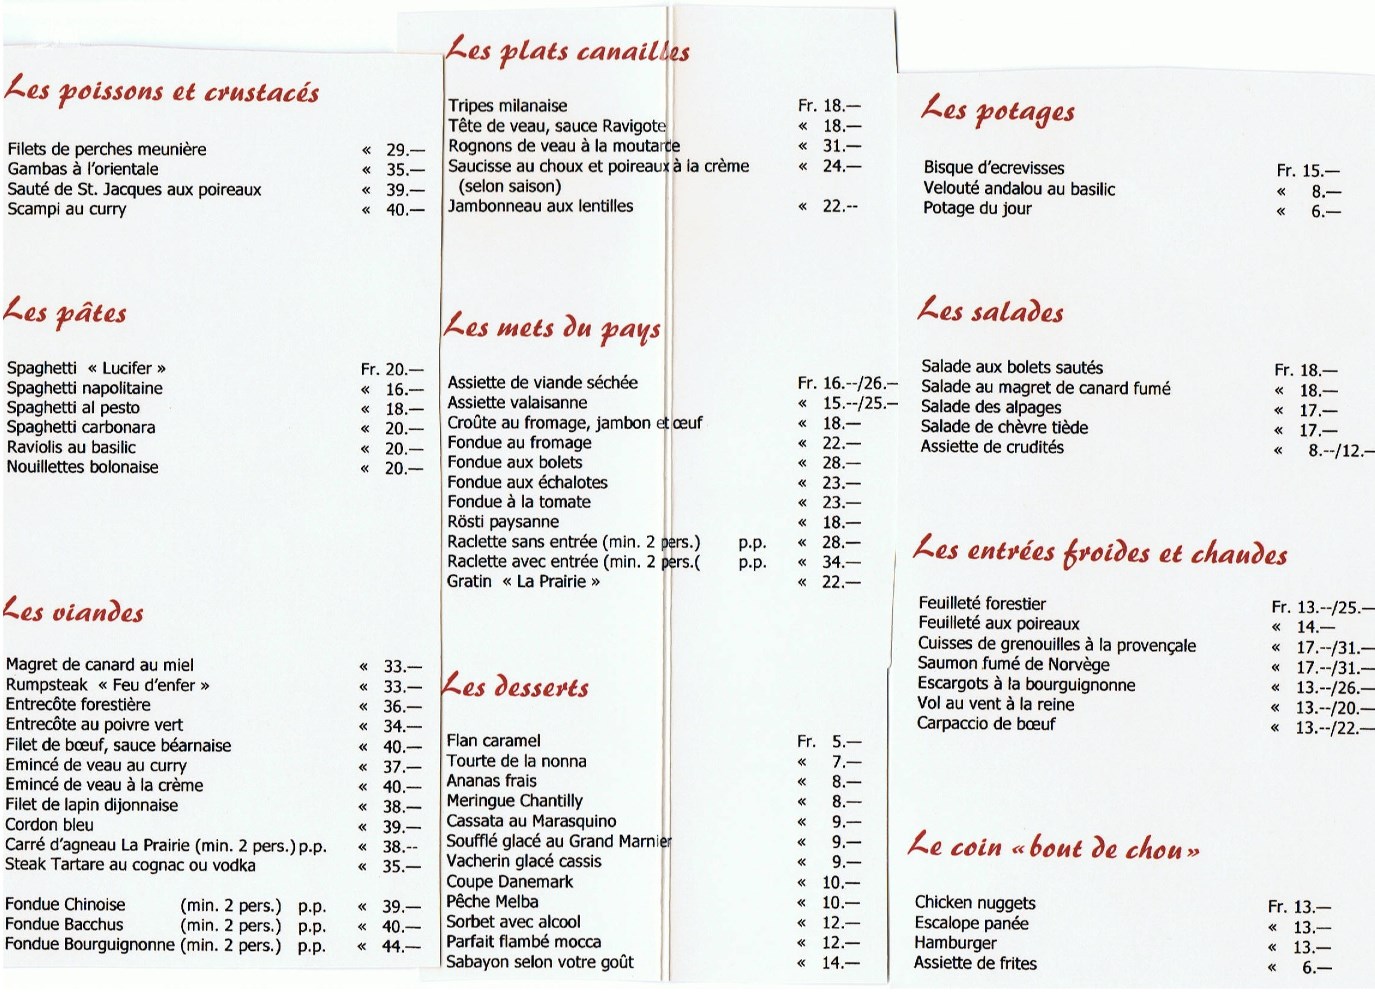 Les poissons et crustacés
Filets de perches meunière « 29.—
Gambas à l'orientale « 35.—
Sauté de St. Jacques aux poireaux « 39.—
Scampi au curry « 40.—
Les pâtes
Spaghetti « Lucifer » Fr. 20.—
Spaghetti napolitaine « 16.—
Spaghetti al pesto « 18.—
Spaghetti carbonara « 20.—
Raviolis au basilic « 20.—
Nouillettes bolonaise « 20.—
Les viandes
Magret de canard au miel « 33.—
Rumpsteak « Feu d'enfer » « 33.—
Entrecôte forestière « 36.—
Entrecôte au poivre vert « 34.—
Filet de bœuf, sauce béarnaise « 40.—
Emincé de veau au curry « 37.—
Emincé de veau à la crème « 40.—
Filet de lapin dijonnaise « 38.—
Cordon bleu « 39.—
Carré d'agneau La Prairie (min. 2 pers.) p.p. « 38.--
Steak Tartare au cognac ou vodka « 35.—
Fondue Chinoise (min. 2 pers.) p.p. « 39.—
Fondue Bacchus (min. 2 pers.) p.p. « 40.—
Fondue Bourguignonne (min. 2 pers.) p.p. « 44.—
Les plats canailles
Tripes milanaise Fr. 18.—
Tête de veau, sauce Ravigote « 18.—
Rognons de veau à la moutarde « 31.—
Saucisse au choux et poireaux à la crème « 24.—
(selon saison)
Jambonneau aux lentilles « 22.--
Les mets du pays
Assiette de viande séchée Fr. 16.--/26.—
Assiette valaisanne « 15.--/25.—
Croûte au fromage, jambon et œuf « 18.—
Fondue au fromage « 22.—
Fondue aux bolets « 28.—
Fondue aux échalotes « 23.—
Fondue à la tomate « 23.—
Rösti paysanne « 18.—
Raclette sans entrée (min. 2 pers.) p.p. « 28.—
Raclette avec entrée (min. 2 pers.( p.p. « 34.—
Gratin « La Prairie » « 22.—
Les desserts
Flan caramel Fr. 5.—
Tourte de la nonna « 7.—
Ananas frais « 8.—
Meringue Chantilly « 8.—
Cassata au Marasquino « 9.—
Soufflé glacé au Grand Marnier « 9.—
Vacherin glacé cassis « 9.—
Coupe Danemark « 10.—
Pêche Melba « 10.—
Sorbet avec alcool « 12.—
Parfait flambé mocca « 12.—
Sabayon selon votre goût « 14.—
Les potages
Bisque d'ecrevisses Fr. 15.—
Velouté andalou au basilic « 8.—
Potage du jour « 6.—
Les salades
Salade aux bolets sautés Fr. 18.—
Salade au magret de canard fumé « 18.—
Salade des alpages « 17.—
Salade de chèvre tiède « 17.—
Assiette de crudités « 8.--/12.—
Les entrées froides et chaudes
Feuilleté forestier Fr. 13.--/25.—
Feuilleté aux poireaux « 14.—
Cuisses de grenouilles à la provençale « 17.--/31.—
Saumon fumé de Norvège « 17.--/31.—
Escargots à la bourguignonne « 13.--/26.—
Vol au vent à la reine « 13.--/20.—
Carpaccio de bœuf « 13.--/22.—
Le coin « bout de chou »
Chicken nuggets Fr. 13.—
Escalope panée « 13.—
Hamburger « 13.—
Assiette de frites « 6.—